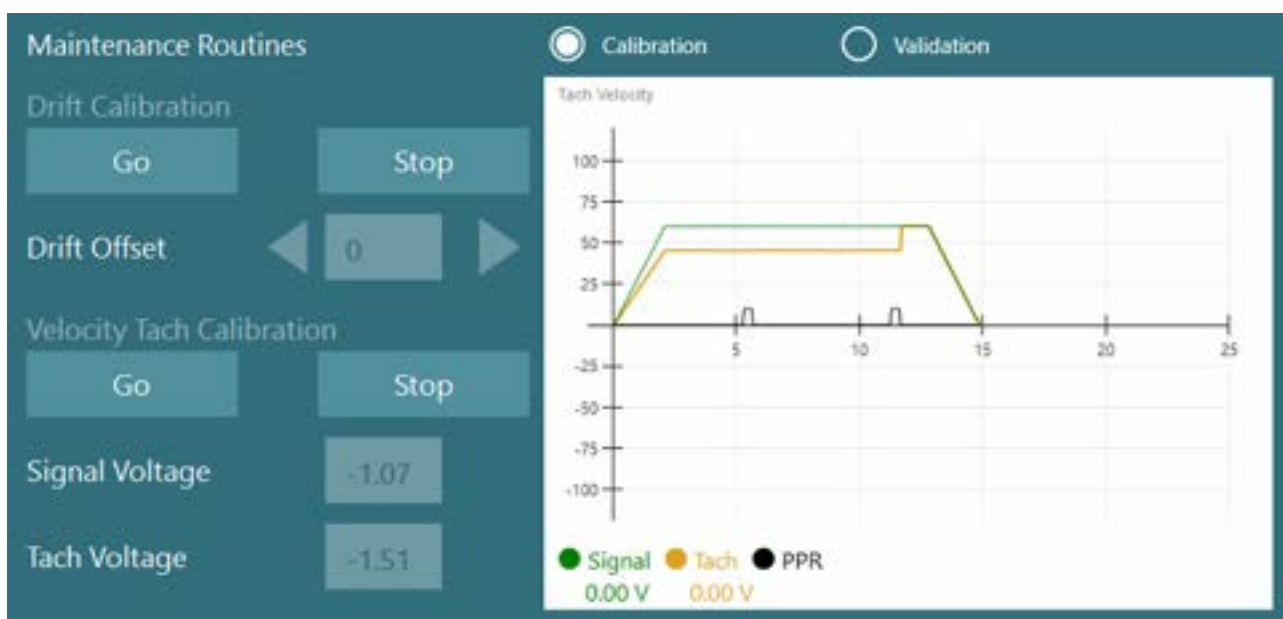 Maintenance Routines
Drift Calibration
Go Stop
Drift Offset 0
Velocity Tach Calibration
Go Stop
Signal Voltage -1.07
Tach Voltage -1.51
Calibration Validation
Tach Velocity
100
75
50
25
5 10 15 20 25
-25
-50
-75
-100
Signal Tach PPR
0.00 V 0.00 V